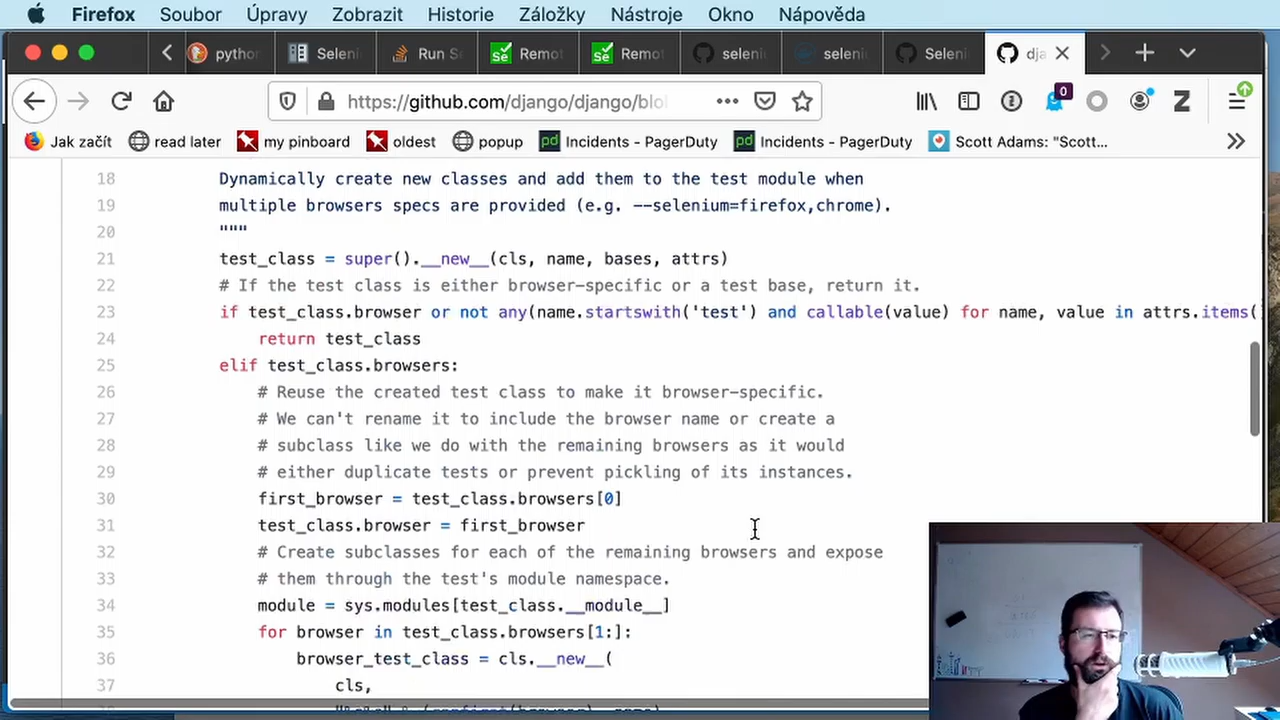 Firefox Soubor Úpravy Zobrazit Historie Záložky Nástroje Okno Nápověda
pytho Seleni Run S Remot Remot seleni seleni Seleni dja
https://github.com/django/django/blo 0
Jak začít read later my pinboard oldest popup Incidents - PagerDuty Incidents - PagerDuty Scott Adams: "Scott...
18 Dynamically create new classes and add them to the test module when
19 multiple browsers specs are provided (e.g. --selenium=firefox,chrome).
20 """
21 test_class = super().__new__(cls, name, bases, attrs)
22 # If the test class is either browser-specific or a test base, return it.
23 if test_class.browser or not any(name.startswith('test') and callable(value) for name, value in attrs.items(
24 return test_class
25 elif test_class.browsers:
26 # Reuse the created test class to make it browser-specific.
27 # We can't rename it to include the browser name or create a
28 # subclass like we do with the remaining browsers as it would
29 # either duplicate tests or prevent pickling of its instances.
30 first_browser = test_class.browsers[0]
31 test_class.browser = first_browser
32 # Create subclasses for each of the remaining browsers and expose
33 # them through the test's module namespace.
34 module = sys.modules[test_class.__module__]
35 for browser in test_class.browsers[1:]:
36 browser_test_class = cls.__new__(
37 cls,